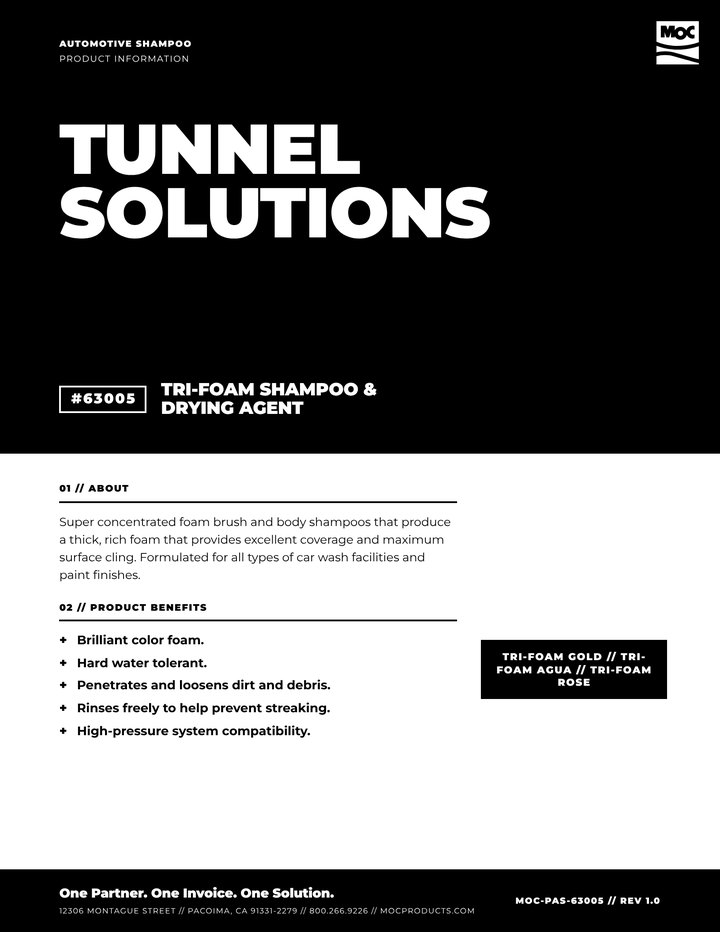 AUTOMOTIVE SHAMPOO
PRODUCT INFORMATION
MOC
TUNNEL
SOLUTIONS
#63005
TRI-FOAM SHAMPOO &
DRYING AGENT
01 // ABOUT
Super concentrated foam brush and body shampoos that produce
a thick, rich foam that provides excellent coverage and maximum
surface cling. Formulated for all types of car wash facilities and
paint finishes.
02 // PRODUCT BENEFITS
+ Brilliant color foam.
+ Hard water tolerant.
+ Penetrates and loosens dirt and debris.
+ Rinses freely to help prevent streaking.
+ High-pressure system compatibility.
TRI-FOAM GOLD // TRI-
FOAM AGUA // TRI-FOAM
ROSE
One Partner. One Invoice. One Solution.
12306 MONTAGUE STREET // PACOIMA, CA 91331-2279 // 800.266.9226 // MOCPRODUCTS.COM
MOC-PAS-63005 // REV 1.0